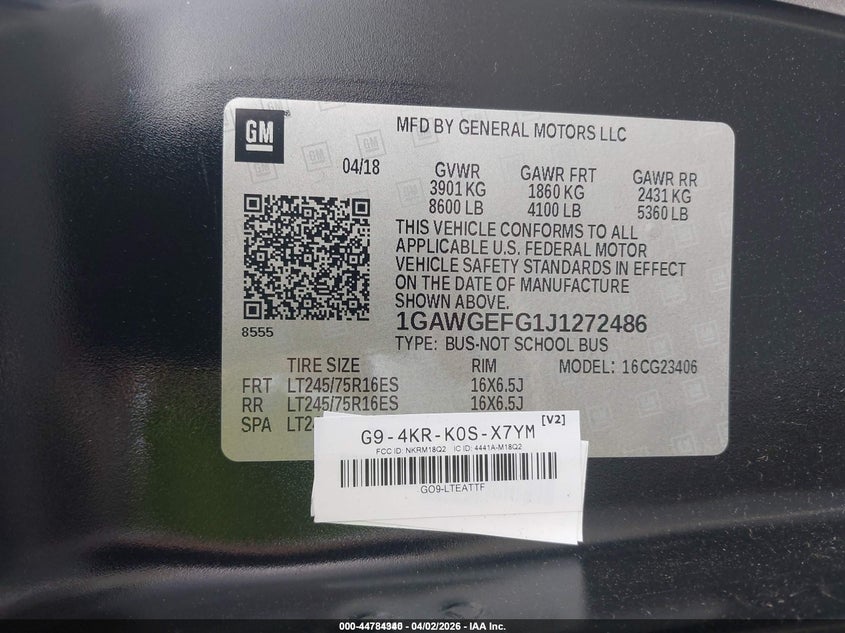 GM
MFD BY GENERAL MOTORS LLC
04/18
GVWR GAWR FRT GAWR RR
3901 KG 1860 KG 2431 KG
8600 LB 4100 LB 5360 LB
THIS VEHICLE CONFORMS TO ALL
APPLICABLE U.S. FEDERAL MOTOR
VEHICLE SAFETY STANDARDS IN EFFECT
ON THE DATE OF MANUFACTURE
SHOWN ABOVE.
8555
1GAWGEFG1J1272486
TYPE: BUS-NOT SCHOOL BUS
TIRE SIZE RIM MODEL: 16CG23406
FRT LT245/75R16ES 16X6.5J
RR LT245/75R16ES 16X6.5J
SPA
[V2]
G9-4KR-K0S-X7YM
FCC ID: NKRM18Q2 IC ID: 4441A-M18Q2
GO9-LTEATTF
04/02/2026 - IAA Inc.